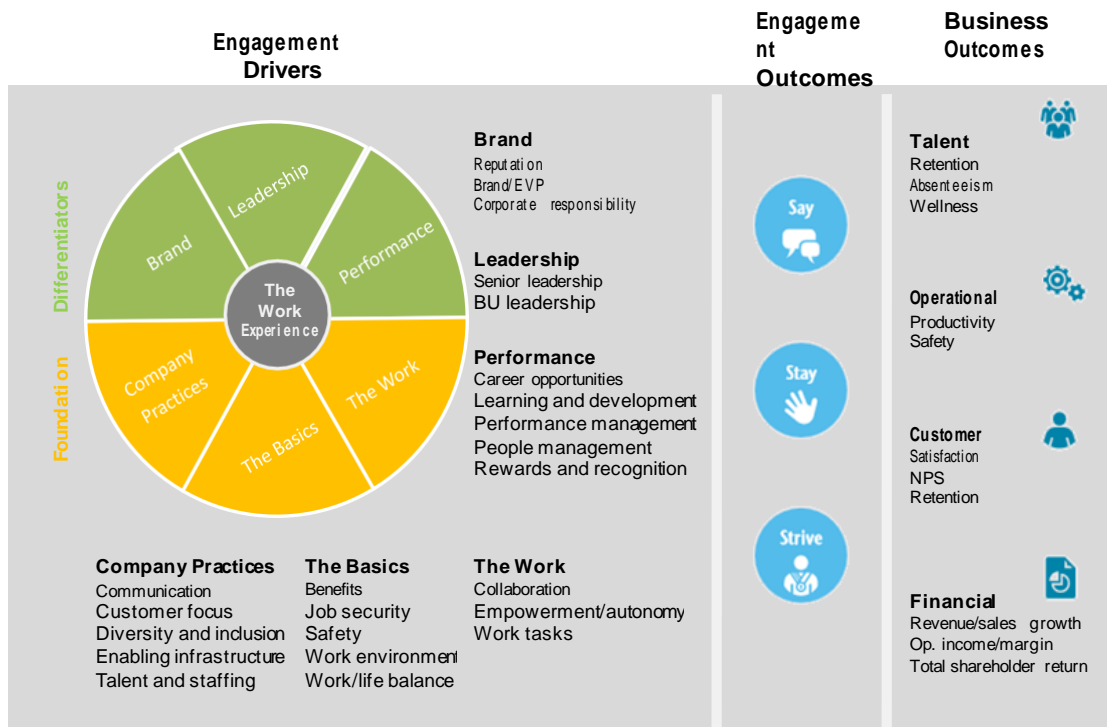 Engagement
Drivers
Engageme
nt
Outcomes
Business
Outcomes
Differentiators
Foundation
Leadership
Brand
Performance
The
Work
Experience
Company
Practices
The Basics
The Work
Brand
Reputation
Brand/EVP
Corporate responsibility
Leadership
Senior leadership
BU leadership
Performance
Career opportunities
Learning and development
Performance management
People management
Rewards and recognition
Company Practices
Communication
Customer focus
Diversity and inclusion
Enabling infrastructure
Talent and staffing
The Basics
Benefits
Job security
Safety
Work environment
Work/life balance
The Work
Collaboration
Empowerment/autonomy
Work tasks
Say
Stay
Strive
Talent
Retention
Absenteeism
Wellness
Operational
Productivity
Safety
Customer
Satisfaction
NPS
Retention
Financial
Revenue/sales growth
Op. income/margin
Total shareholder return